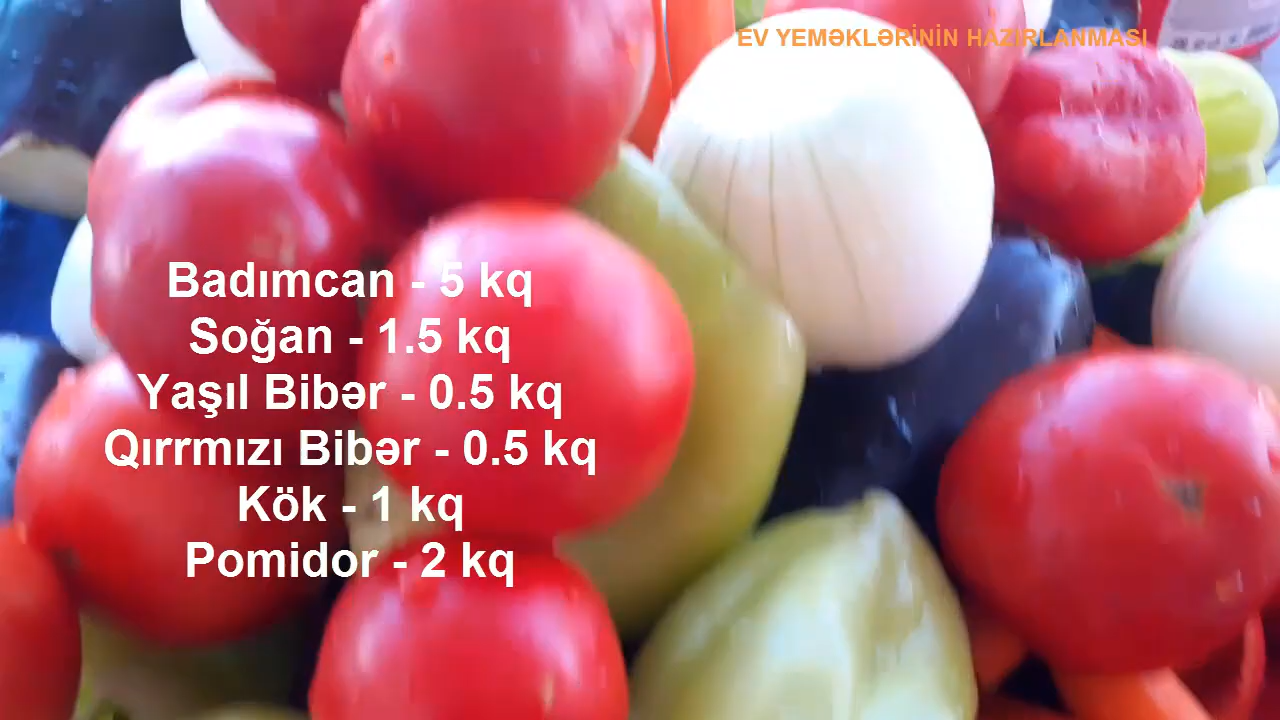 EV YEMƏKLƏRİNİN HAZIRLANMASI
Badımcan - 5 kq
Soğan - 1.5 kq
Yaşıl Bibər - 0.5 kq
Qırrmızı Bibər - 0.5 kq
Kök - 1 kq
Pomidor - 2 kq